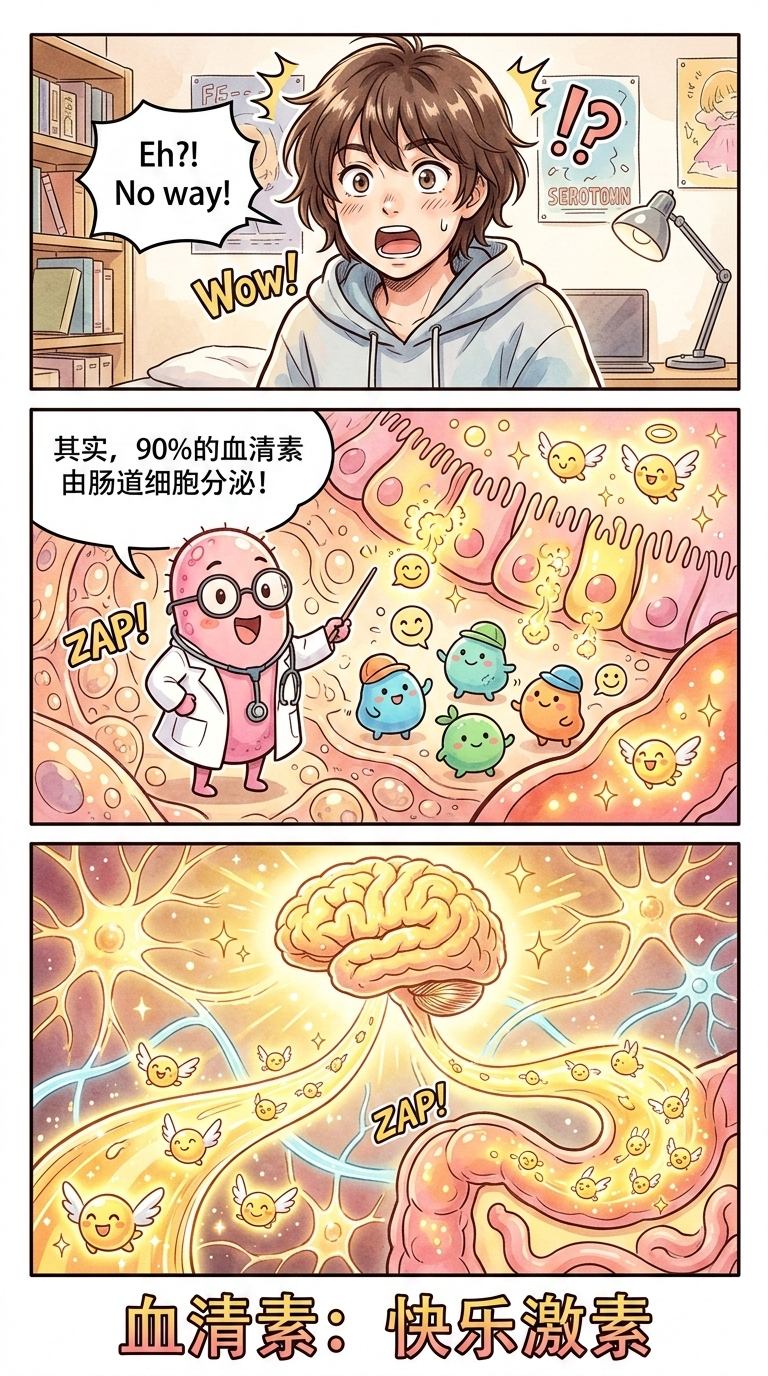 Eh?!
No way!
!?
Wow!
SEROTONN
其实，90%的血清素
由肠道细胞分泌！
ZAP!
ZAP!
血清素：快乐激素